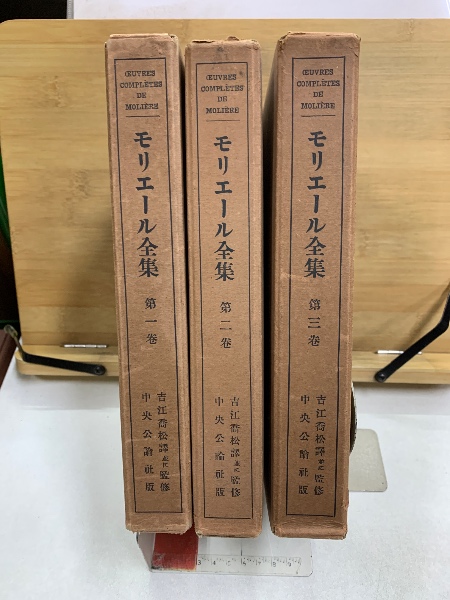 ŒUVRES
COMPLÈTES
DE
MOLIÈRE
モリエール全集
第一巻
吉江喬松譯並に監修
中央公論社版
ŒUVRES
COMPLÈTES
DE
MOLIÈRE
モリエール全集
第二巻
吉江喬松譯並に監修
中央公論社版
ŒUVRES
COMPLÈTES
DE
MOLIÈRE
モリエール全集
第三巻
吉江喬松譯並に監修
中央公論社版